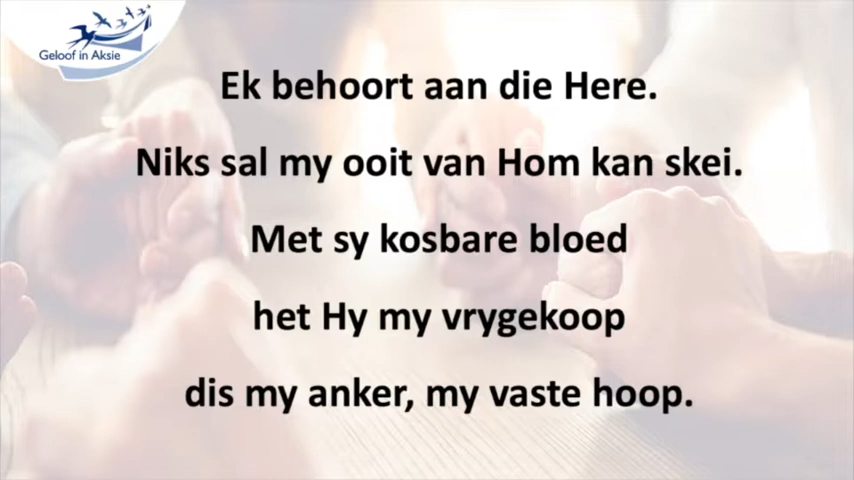 Geloof in Aksie
Ek behoort aan die Here.
Niks sal my ooit van Hom kan skei.
Met sy kosbare bloed
het Hy my vrygekoop
dis my anker, my vaste hoop.